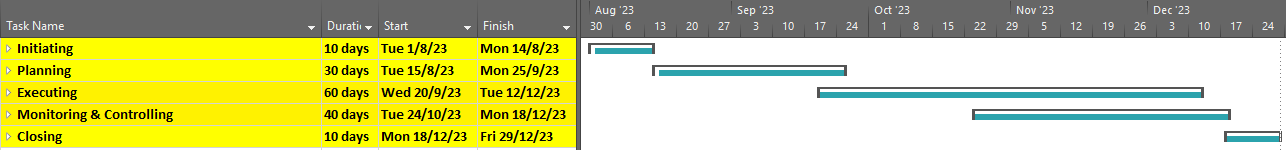 Aug '23 Sep '23 Oct '23 Nov '23 Dec '23
Task Name Duratio Start Finish 30 6 13 20 27 3 10 17 24 1 8 15 22 29 5 12 19 26 3 10 17 24
Initiating 10 days Tue 1/8/23 Mon 14/8/23
Planning 30 days Tue 15/8/23 Mon 25/9/23
Executing 60 days Wed 20/9/23 Tue 12/12/23
Monitoring & Controlling 40 days Tue 24/10/23 Mon 18/12/23
Closing 10 days Mon 18/12/23 Fri 29/12/23